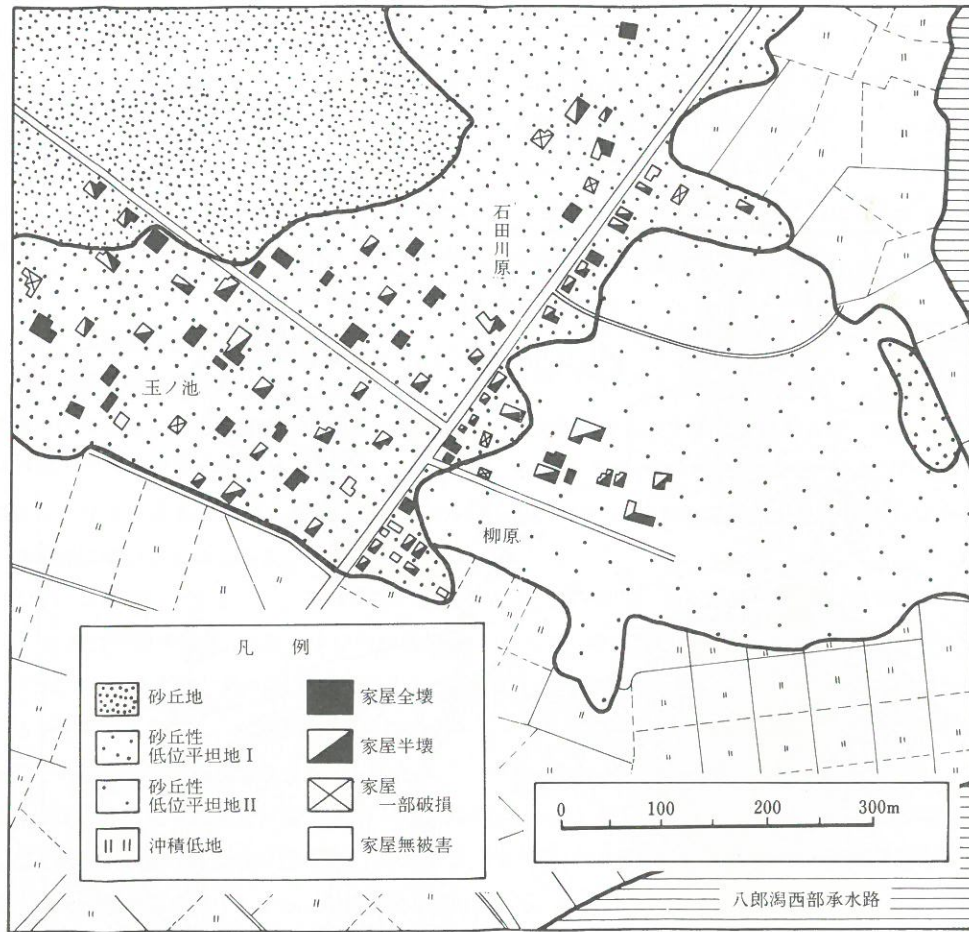 石田川原
玉ノ池
柳原
凡 例
砂丘地
砂丘性
低位平坦地 I
砂丘性
低位平坦地 II
沖積低地
家屋全壊
家屋半壊
家屋
一部破損
家屋無被害
0 100 200 300m
八郎潟西部承水路